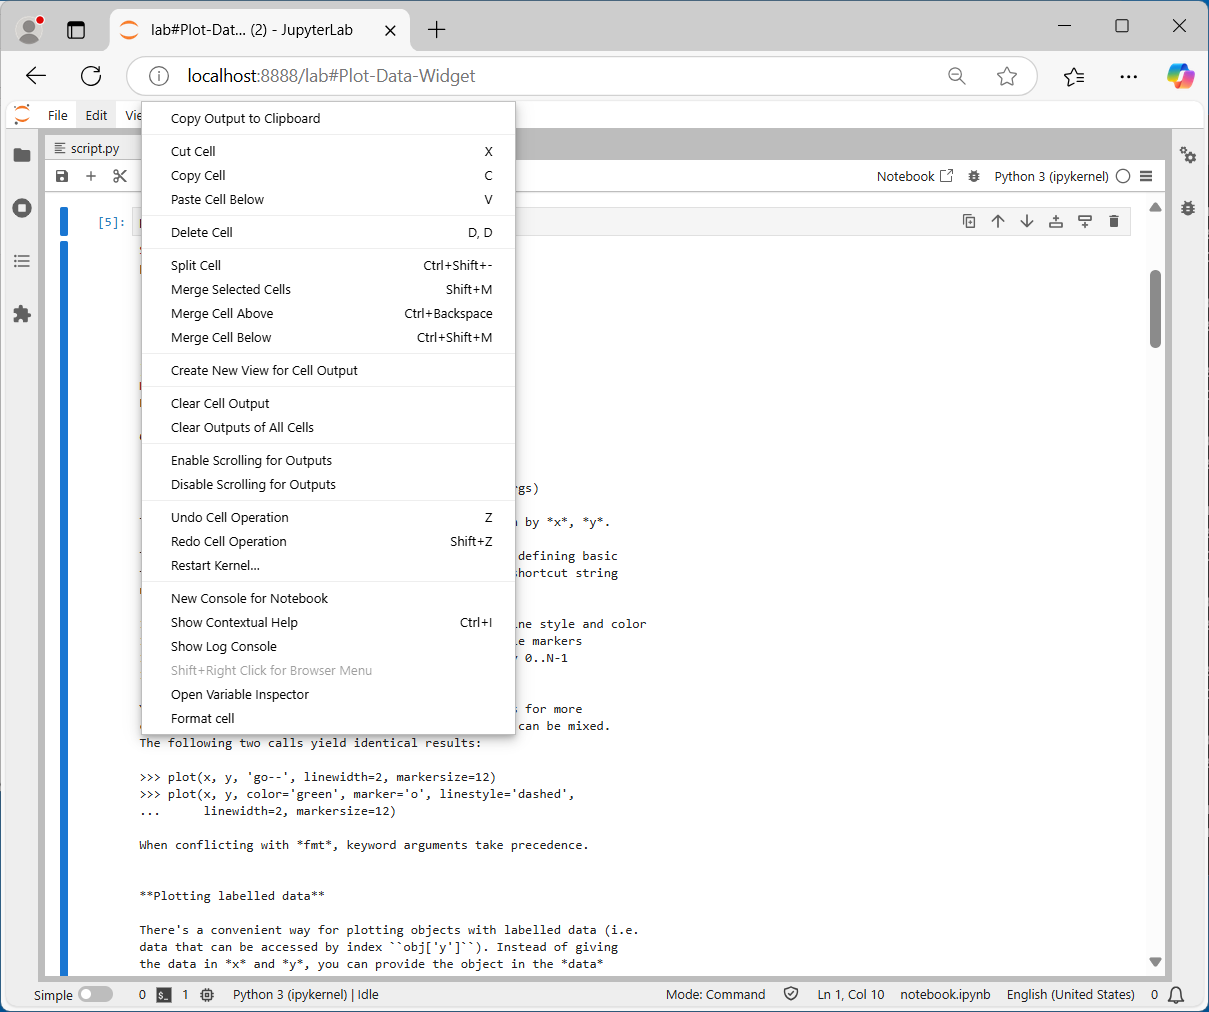 lab#Plot-Dat... (2) - JupyterLab
localhost:8888/lab#Plot-Data-Widget
File Edit
script.py
Notebook Python 3 (ipykernel)
[5]:
Copy Output to Clipboard
Cut Cell X
Copy Cell C
Paste Cell Below V
Delete Cell D, D
Split Cell Ctrl+Shift+-
Merge Selected Cells Shift+M
Merge Cell Above Ctrl+Backspace
Merge Cell Below Ctrl+Shift+M
Create New View for Cell Output
Clear Cell Output
Clear Outputs of All Cells
Enable Scrolling for Outputs
Disable Scrolling for Outputs
Undo Cell Operation Z
Redo Cell Operation Shift+Z
Restart Kernel...
New Console for Notebook
Show Contextual Help Ctrl+I
Show Log Console
Shift+Right Click for Browser Menu
Open Variable Inspector
Format cell
by *x*, *y*.
defining basic
shortcut string
style and color
markers
0..N-1
for more
can be mixed.
The following two calls yield identical results:
>>> plot(x, y, 'go--', linewidth=2, markersize=12)
>>> plot(x, y, color='green', marker='o', linestyle='dashed',
...      linewidth=2, markersize=12)
When conflicting with *fmt*, keyword arguments take precedence.
**Plotting labelled data**
There's a convenient way for plotting objects with labelled data (i.e.
data that can be accessed by index ``obj['y']``). Instead of giving
the data in *x* and *y*, you can provide the object in the *data*
Simple 0 1 Python 3 (ipykernel) | Idle Mode: Command Ln 1, Col 10 notebook.ipynb English (United States) 0